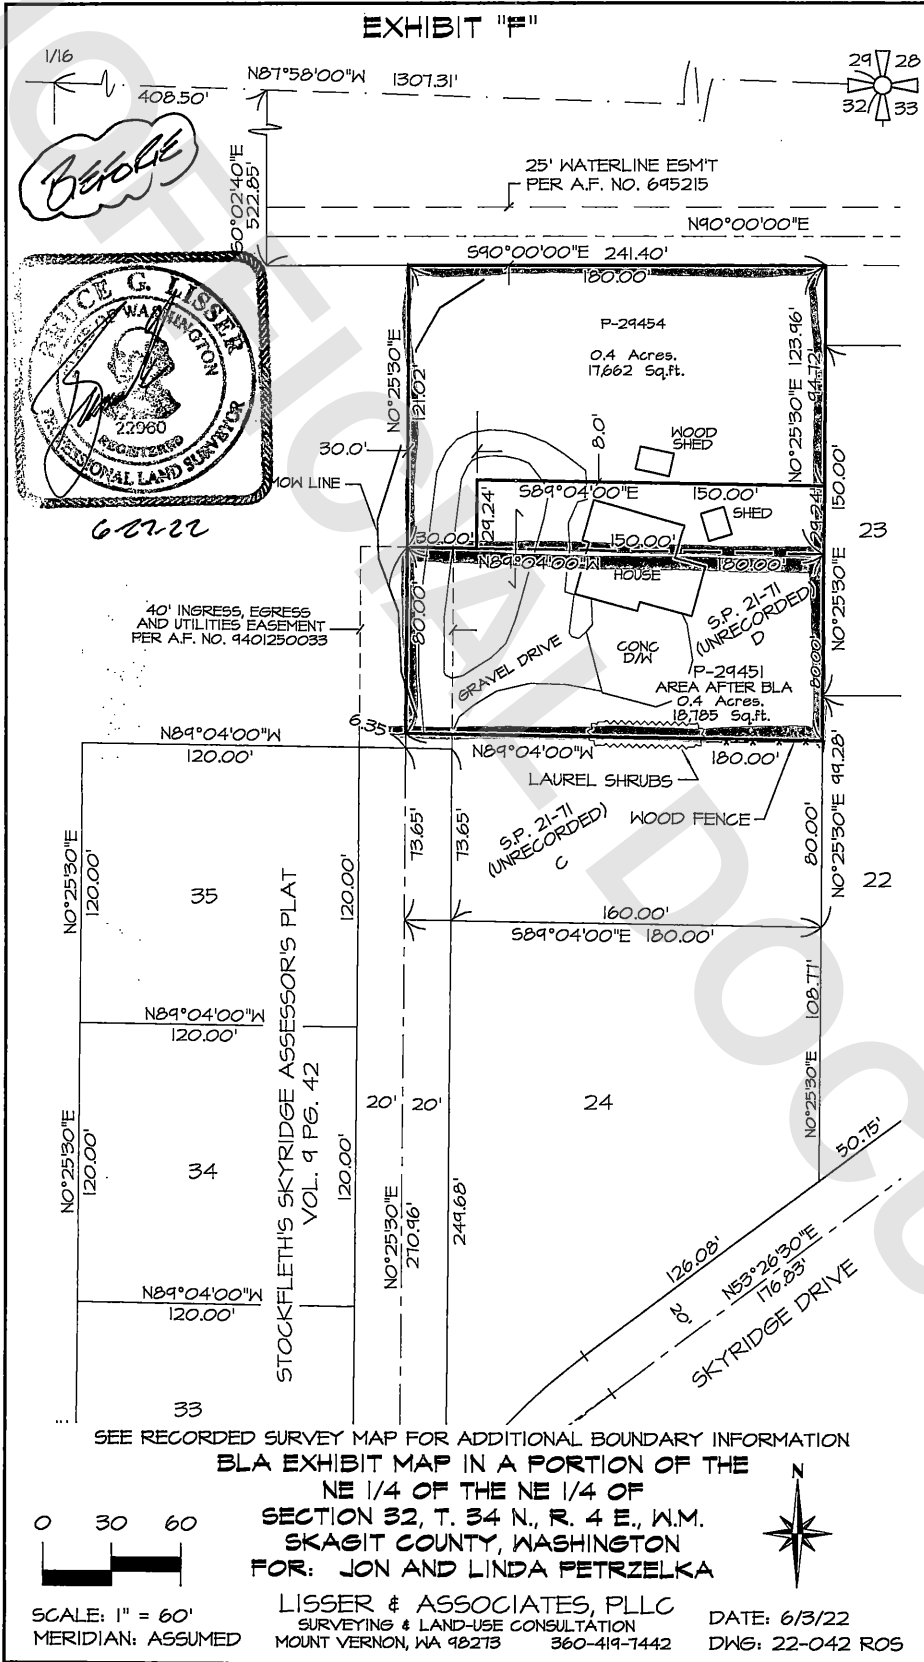 EXHIBIT "F"
1/16
N87°58'00"W 1307.31'
408.50'
29 28
32 33
BEFORE
S0°02'40"E
522.85'
25' WATERLINE ESM'T
PER A.F. NO. 695215
N90°00'00"E
S90°00'00"E 241.40'
180.00'
BRUCE G. LISSER
STATE OF WASHINGTON
22960
REGISTERED
PROFESSIONAL LAND SURVEYOR
6-27-22
P-29454
0.4 Acres.
17,662 Sq.ft.
N0°25'30"E
121.02'
N0°25'30"E 123.96'
94.72'
WOOD
SHED
8.0'
30.0'
MOW LINE
S89°04'00"E 150.00'
29.24'
SHED
29.24'
150.00'
23
30.00'
150.00'
N89°04'00"W 180.00'
HOUSE
N0°25'30"E
40' INGRESS, EGRESS
AND UTILITIES EASEMENT
PER A.F. NO. 9401250033
80.00'
S.P. 21-71
(UNRECORDED)
D
GRAVEL DRIVE
CONC
D/W
P-29451
AREA AFTER BLA
0.4 Acres.
18,785 Sq.ft.
80.00'
6.35'
N89°04'00"W
120.00'
N89°04'00"W 180.00'
LAUREL SHRUBS
WOOD FENCE
N0°25'30"E 99.28'
80.00'
73.65'
73.65'
S.P. 21-71
(UNRECORDED)
C
N0°25'30"E
120.00'
35
120.00'
22
160.00'
S89°04'00"E 180.00'
N0°25'30"E 108.77'
N89°04'00"W
120.00'
STOCKFLETH'S SKYRIDGE ASSESSOR'S PLAT
VOL. 9 PG. 42
20' 20'
24
N0°25'30"E
120.00'
34
120.00'
N0°25'30"E
270.96'
249.68'
50.75'
126.08'
N53°26'30"E
176.83'
20'
SKYRIDGE DRIVE
N89°04'00"W
120.00'
33
SEE RECORDED SURVEY MAP FOR ADDITIONAL BOUNDARY INFORMATION
BLA EXHIBIT MAP IN A PORTION OF THE
NE 1/4 OF THE NE 1/4 OF
SECTION 32, T. 34 N., R. 4 E., W.M.
SKAGIT COUNTY, WASHINGTON
FOR: JON AND LINDA PETRZELKA
N
0 30 60
SCALE: 1" = 60'
MERIDIAN: ASSUMED
LISSER & ASSOCIATES, PLLC
SURVEYING & LAND-USE CONSULTATION
MOUNT VERNON, WA 98273 360-419-7442
DATE: 6/3/22
DWG: 22-042 ROS